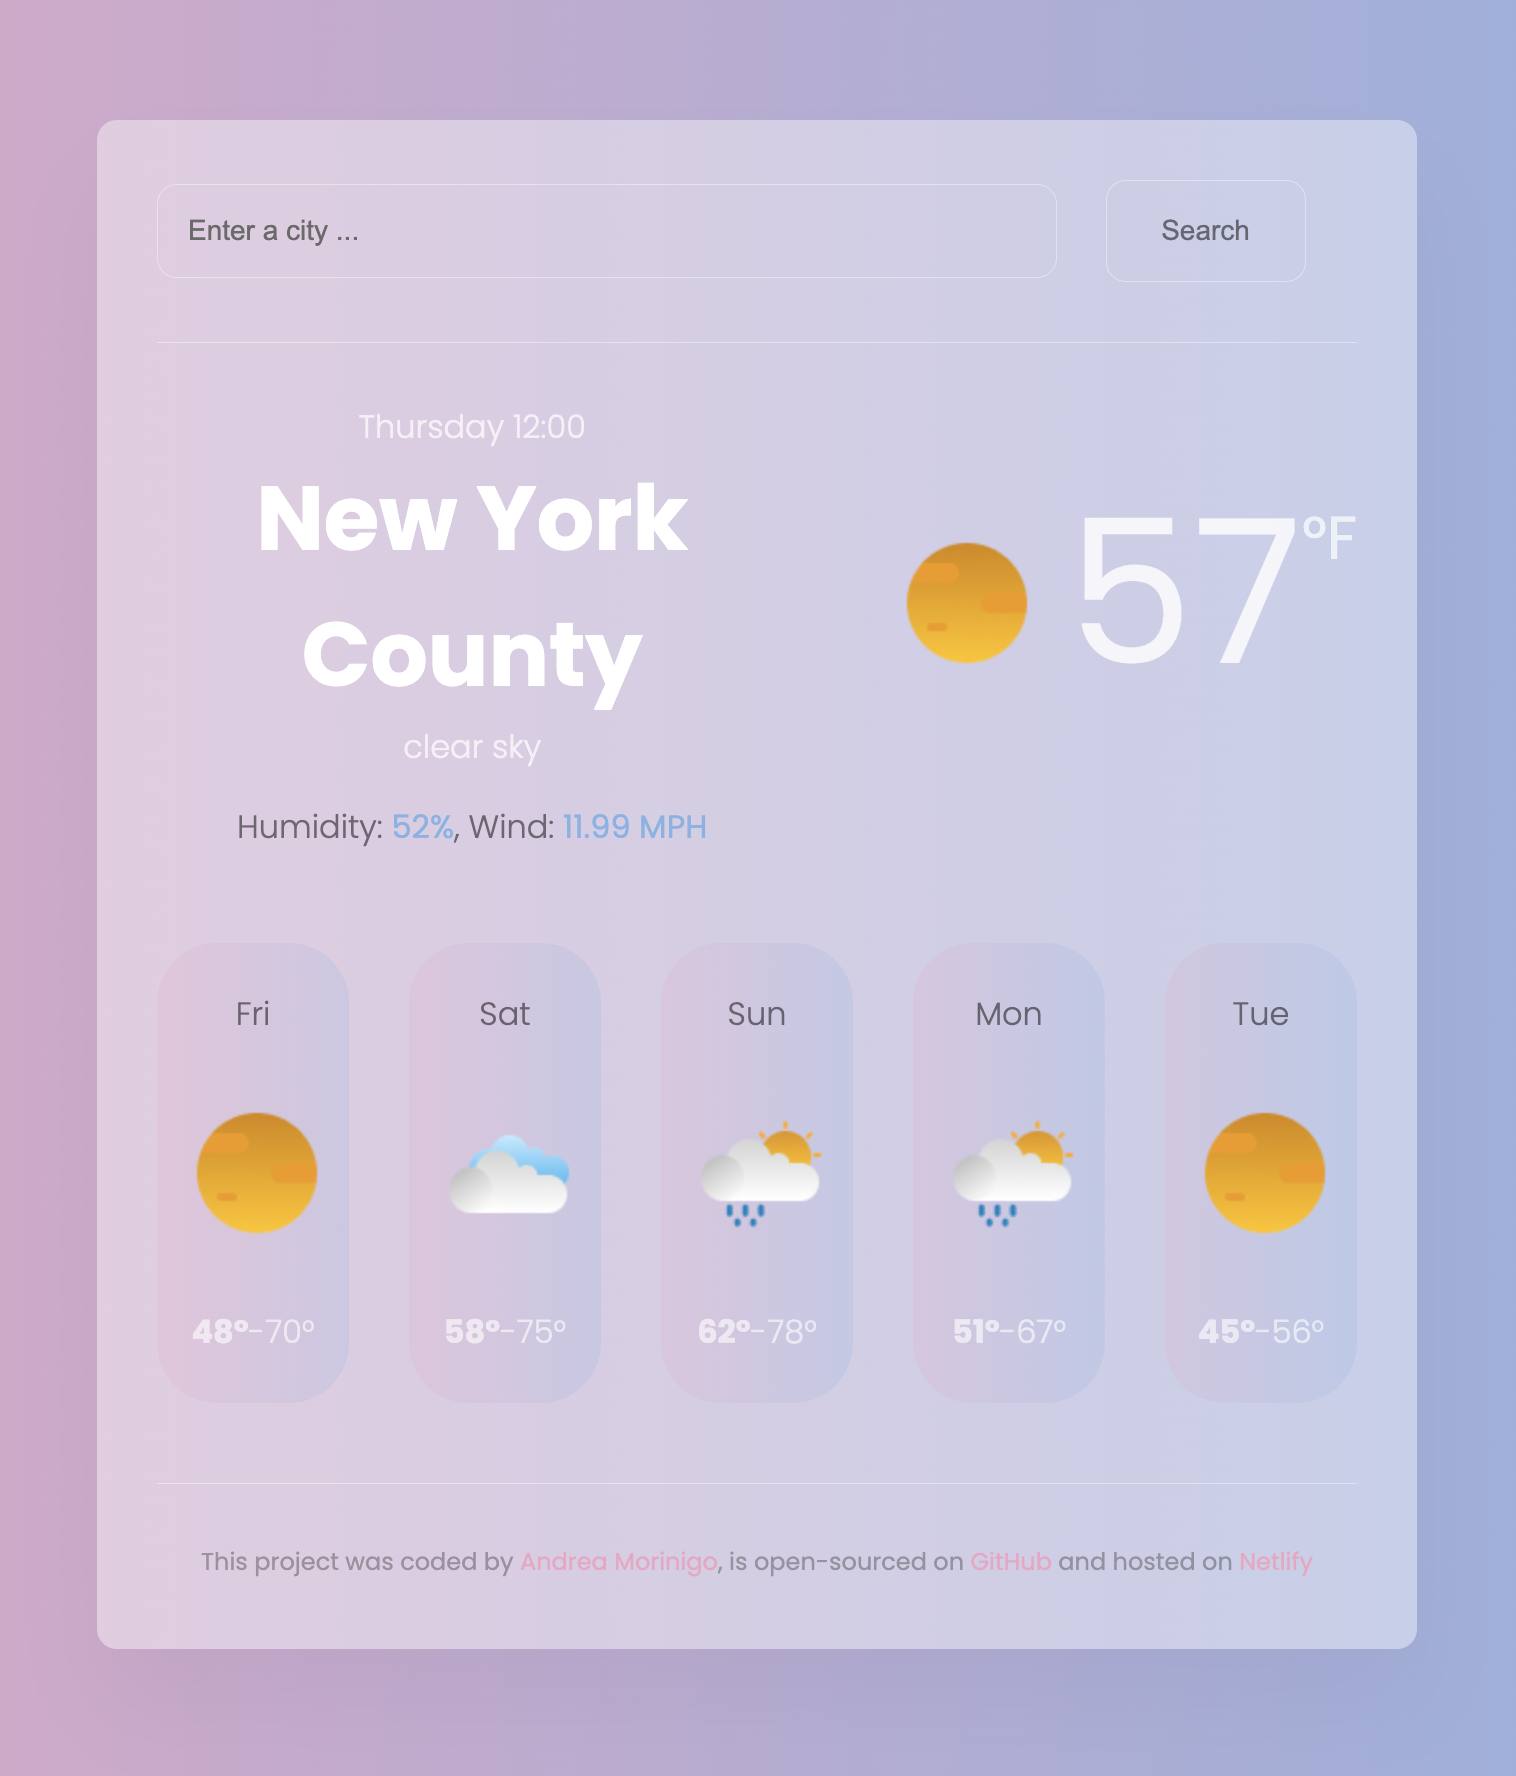 Enter a city ...
Search
Thursday 12:00
New York
County
clear sky
Humidity: 52%, Wind: 11.99 MPH
57°F
Fri
Sat
Sun
Mon
Tue
48°–70°
58°–75°
62°–78°
51°–67°
45°–56°
This project was coded by Andrea Morinigo, is open-sourced on GitHub and hosted on Netlify